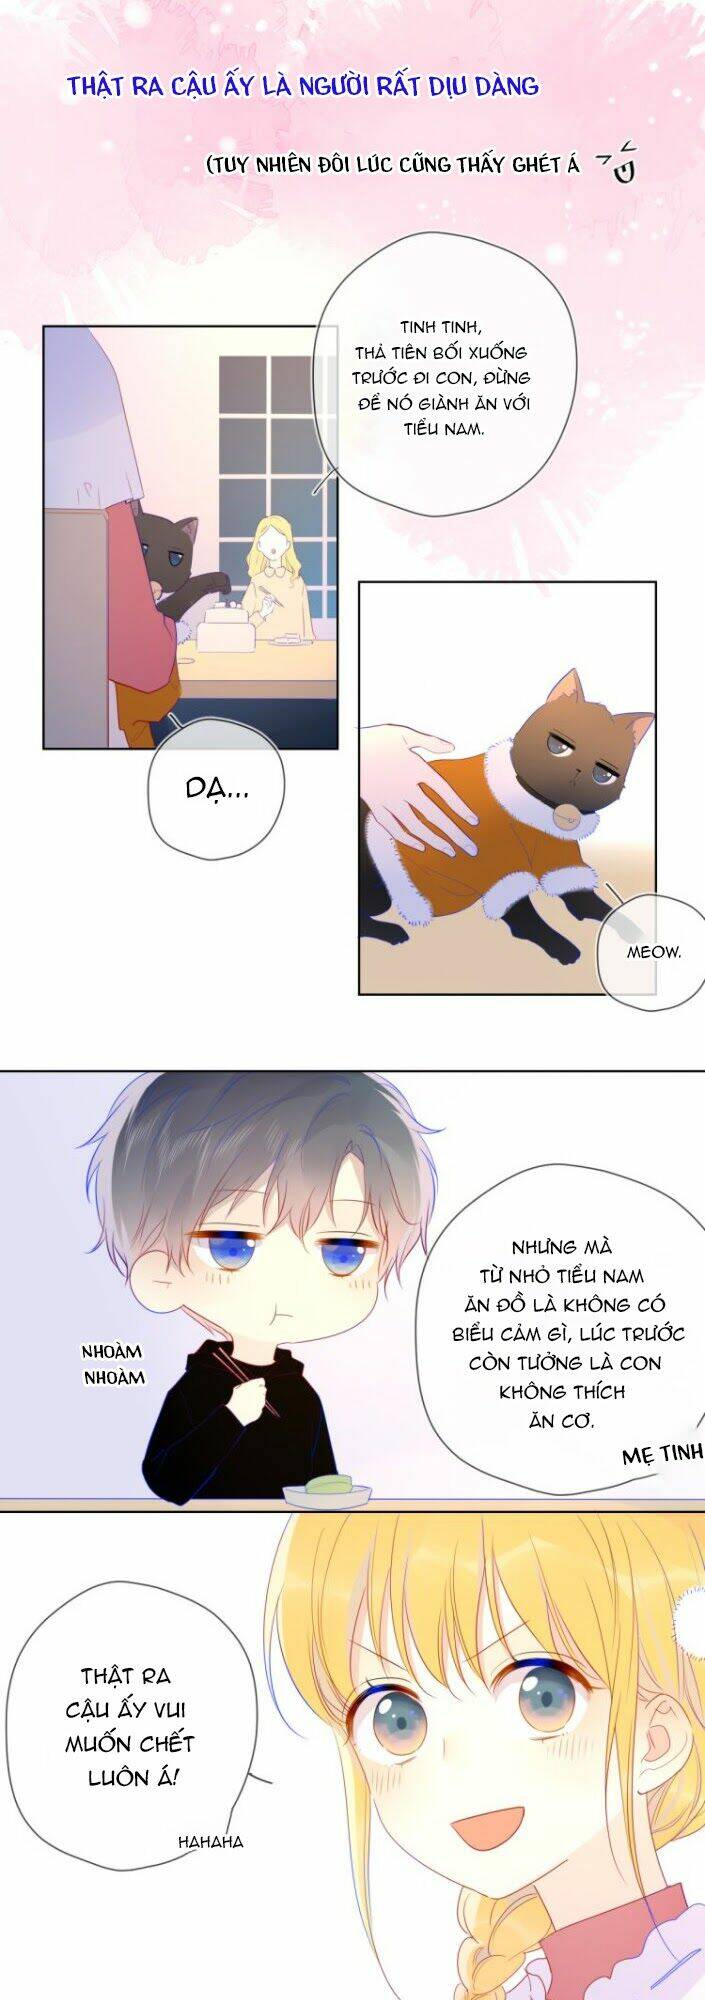 THẬT RA CẬU ẤY LÀ NGƯỜI RẤT DỊU DÀNG
(TUY NHIÊN ĐÔI LÚC CŨNG THẤY GHÉT Á
TINH TINH,
THẢ TIÊN BỐI XUỐNG
TRƯỚC ĐI CON, ĐỪNG
ĐỂ NÓ GIÀNH ĂN VỚI
TIỂU NAM.
DẠ...
MEOW.
NHƯNG MÀ
TỪ NHỎ TIỂU NAM
ĂN ĐỒ LÀ KHÔNG CÓ
BIỂU CẢM GÌ, LÚC TRƯỚC
CÒN TƯỞNG LÀ CON
KHÔNG THÍCH
ĂN CƠ.
MẸ TINH
NHOÀM
NHOÀM
THẬT RA
CẬU ẤY VUI
MUỐN CHẾT
LUÔN Á!
HAHAHA